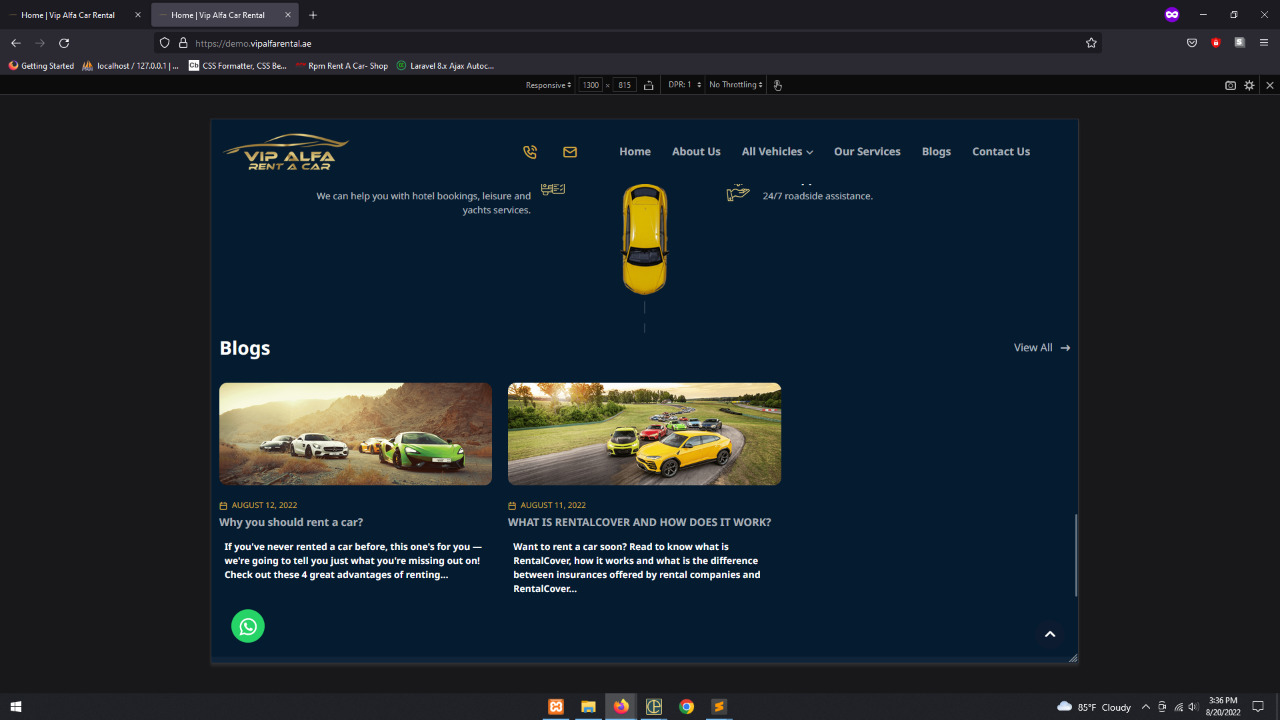 Home | Vip Alfa Car Rental
Home | Vip Alfa Car Rental
https://demo.vipalfarental.ae
Getting Started
localhost / 127.0.0.1 | ...
Cb CSS Formatter, CSS Be...
Rpm Rent A Car- Shop
Laravel 8.x Ajax Autoc...
Responsive
1300 × 815
DPR: 1
No Throttling
VIP ALFA
RENT A CAR
Home
About Us
All Vehicles
Our Services
Blogs
Contact Us
We can help you with hotel bookings, leisure and
yachts services.
24/7 roadside assistance.
Blogs
View All
AUGUST 12, 2022
Why you should rent a car?
If you've never rented a car before, this one's for you —
we're going to tell you just what you're missing out on!
Check out these 4 great advantages of renting...
AUGUST 11, 2022
WHAT IS RENTALCOVER AND HOW DOES IT WORK?
Want to rent a car soon? Read to know what is
RentalCover, how it works and what is the difference
between insurances offered by rental companies and
RentalCover...
85°F Cloudy
3:36 PM
8/20/2022